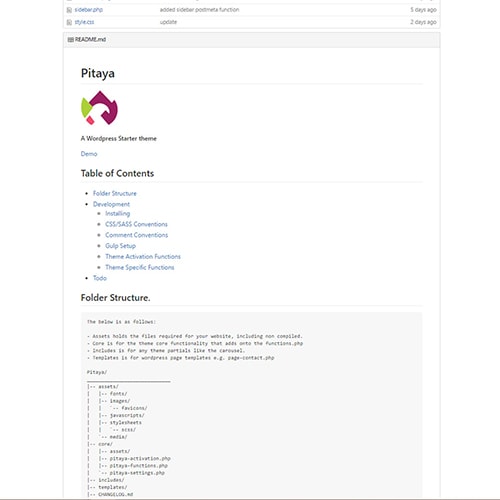 sidebar.php added sidebar postmeta function 5 days ago
style.css update 2 days ago
README.md
Pitaya
A Wordpress Starter theme
Demo
Table of Contents
Folder Structure
Development
Installing
CSS/SASS Conventions
Comment Conventions
Gulp Setup
Theme Activation Functions
Theme Specific Functions
Todo
Folder Structure.
The below is as follows:
- Assets holds the files required for your website, including non compiled.
- Core is for the theme core functionality that adds onto the functions.php
- includes is for any theme partials like the carousel.
- Templates is for wordpress page templates e.g. page-contact.php
Pitaya/
___________________________
|-- assets/
|   |-- fonts/
|   |-- images/
|   |   `-- favicons/
|   |-- javascripts/
|   |-- stylesheets
|   |   `-- scss/
|   `-- media/
|-- core/
|   |-- assets/
|   |-- pitaya-activation.php
|   |-- pitaya-functions.php
|   `-- pitaya-settings.php
|-- includes/
|-- templates/
|-- CHANGELOG.md